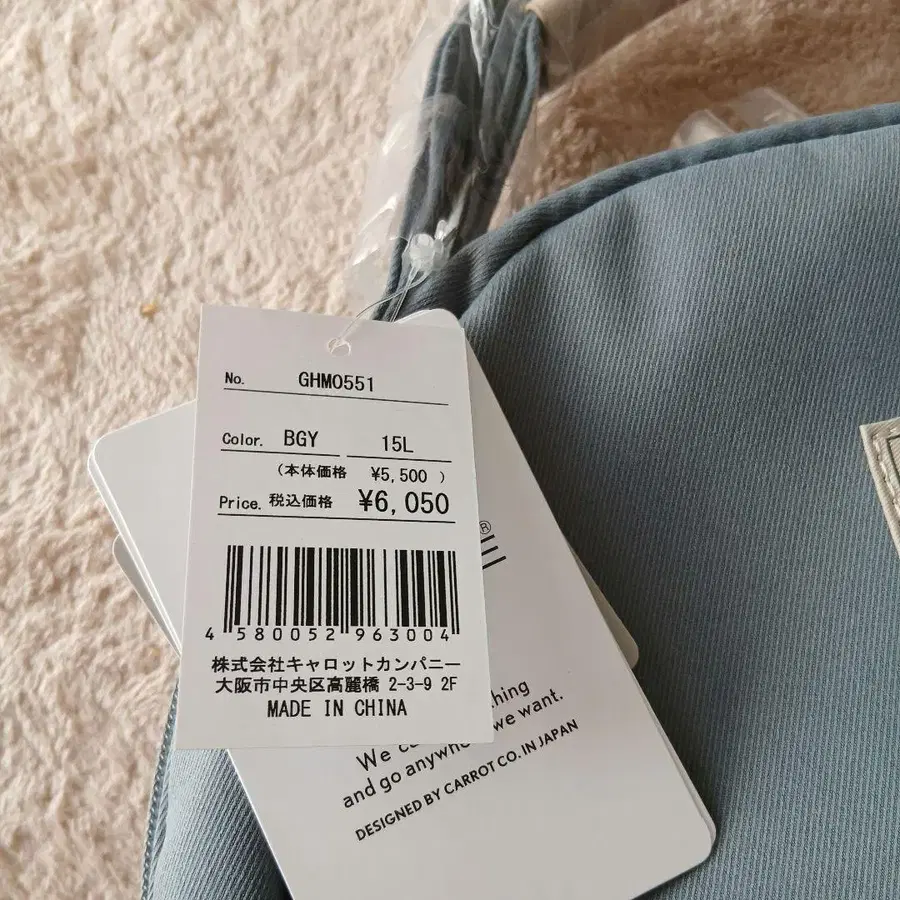 No. GHM0551
Color. BGY 15L
(本体価格 ¥5,500 )
Price. 税込価格 ¥6,050
4 580052 963004
株式会社キャロットカンパニー
大阪市中央区高麗橋 2-3-9 2F
MADE IN CHINA
®
We
and go we want.
DESIGNED BY CARROT CO. IN JAPAN